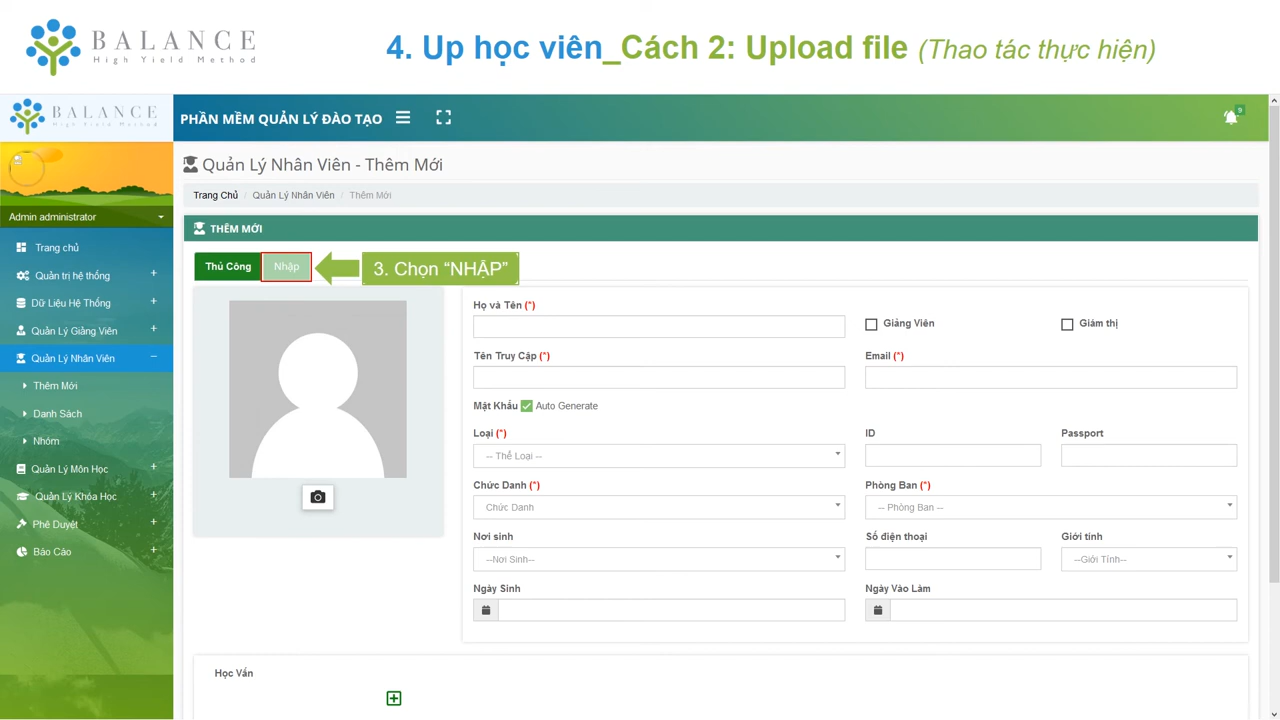 BALANCE
High Yield Method
4. Up học viên_Cách 2: Upload file (Thao tác thực hiện)
BALANCE
High Yield Method
PHẦN MỀM QUẢN LÝ ĐÀO TẠO
9
Quản Lý Nhân Viên - Thêm Mới
Trang Chủ / Quản Lý Nhân Viên / Thêm Mới
Admin administrator
THÊM MỚI
Trang chủ
Quản trị hệ thống +
Dữ Liệu Hệ Thống +
Quản Lý Giảng Viên +
Quản Lý Nhân Viên −
Thêm Mới
Danh Sách
Nhóm
Quản Lý Môn Học +
Quản Lý Khóa Học +
Phê Duyệt +
Báo Cáo +
Thủ Công
Nhập
3. Chọn “NHẬP”
Họ và Tên (*)
Giảng Viên
Giám thị
Tên Truy Cập (*)
Email (*)
Mật Khẩu Auto Generate
Loại (*)
ID
Passport
-- Thể Loại --
Chức Danh (*)
Phòng Ban (*)
Chức Danh
-- Phòng Ban --
Nơi sinh
Số điện thoại
Giới tính
--Nơi Sinh--
--Giới Tính--
Ngày Sinh
Ngày Vào Làm
Học Vấn